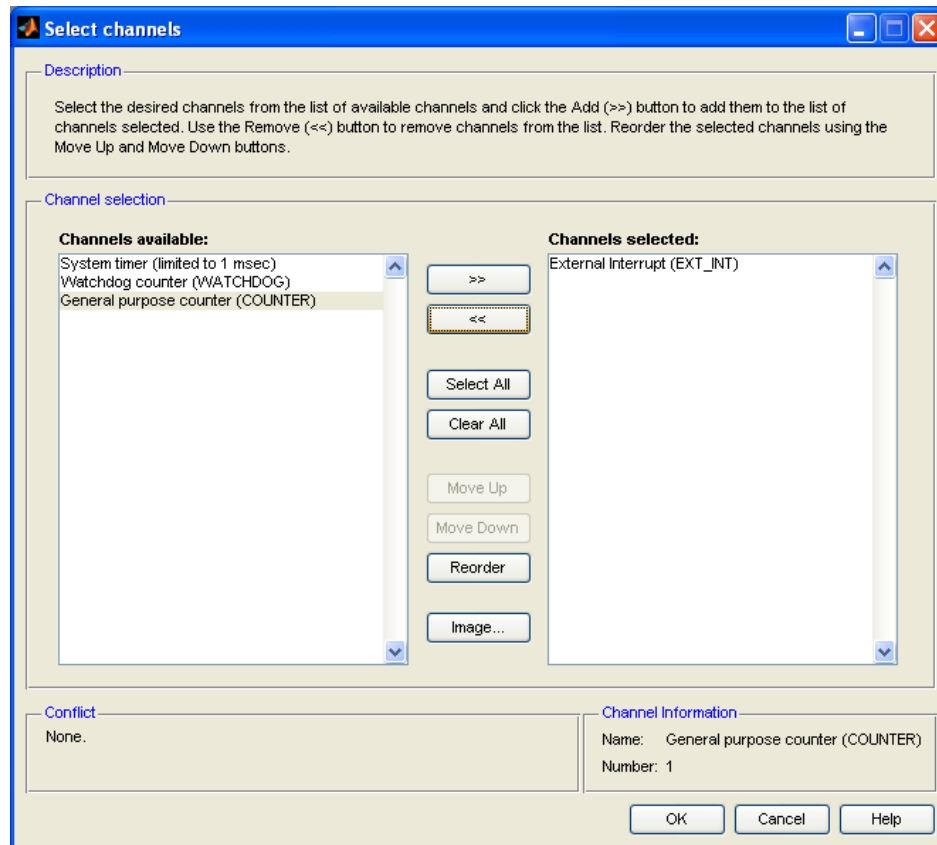 Select channels
Description
Select the desired channels from the list of available channels and click the Add (>>) button to add them to the list of
channels selected. Use the Remove (<<) button to remove channels from the list. Reorder the selected channels using the
Move Up and Move Down buttons.
Channel selection
Channels available:
System timer (limited to 1 msec)
Watchdog counter (WATCHDOG)
General purpose counter (COUNTER)
>>
<<
Select All
Clear All
Move Up
Move Down
Reorder
Image...
Channels selected:
External Interrupt (EXT_INT)
Conflict
None.
Channel Information
Name: General purpose counter (COUNTER)
Number: 1
OK
Cancel
Help